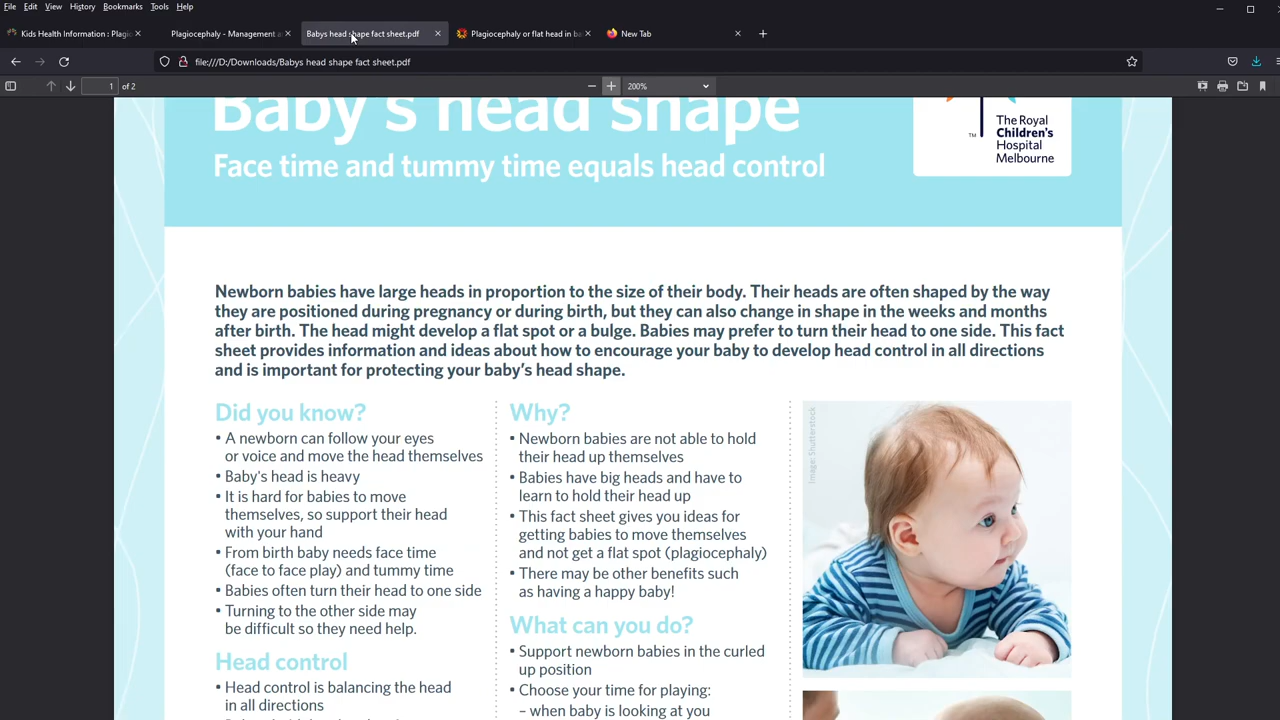 File Edit View History Bookmarks Tools Help
Kids Health Information : Plagio
Plagiocephaly - Management a
Babys head shape fact sheet.pdf
Plagiocephaly or flat head in ba
New Tab
file:///D:/Downloads/Babys head shape fact sheet.pdf
1 of 2
200%
Baby's head shape
Face time and tummy time equals head control
TM
The Royal
Children's
Hospital
Melbourne
Newborn babies have large heads in proportion to the size of their body. Their heads are often shaped by the way
they are positioned during pregnancy or during birth, but they can also change in shape in the weeks and months
after birth. The head might develop a flat spot or a bulge. Babies may prefer to turn their head to one side. This fact
sheet provides information and ideas about how to encourage your baby to develop head control in all directions
and is important for protecting your baby's head shape.
Did you know?
• A newborn can follow your eyes
or voice and move the head themselves
• Baby's head is heavy
• It is hard for babies to move
themselves, so support their head
with your hand
• From birth baby needs face time
(face to face play) and tummy time
• Babies often turn their head to one side
• Turning to the other side may
be difficult so they need help.
Head control
• Head control is balancing the head
in all directions
Why?
• Newborn babies are not able to hold
their head up themselves
• Babies have big heads and have to
learn to hold their head up
• This fact sheet gives you ideas for
getting babies to move themselves
and not get a flat spot (plagiocephaly)
• There may be other benefits such
as having a happy baby!
What can you do?
• Support newborn babies in the curled
up position
• Choose your time for playing:
– when baby is looking at you
Image: Shutterstock